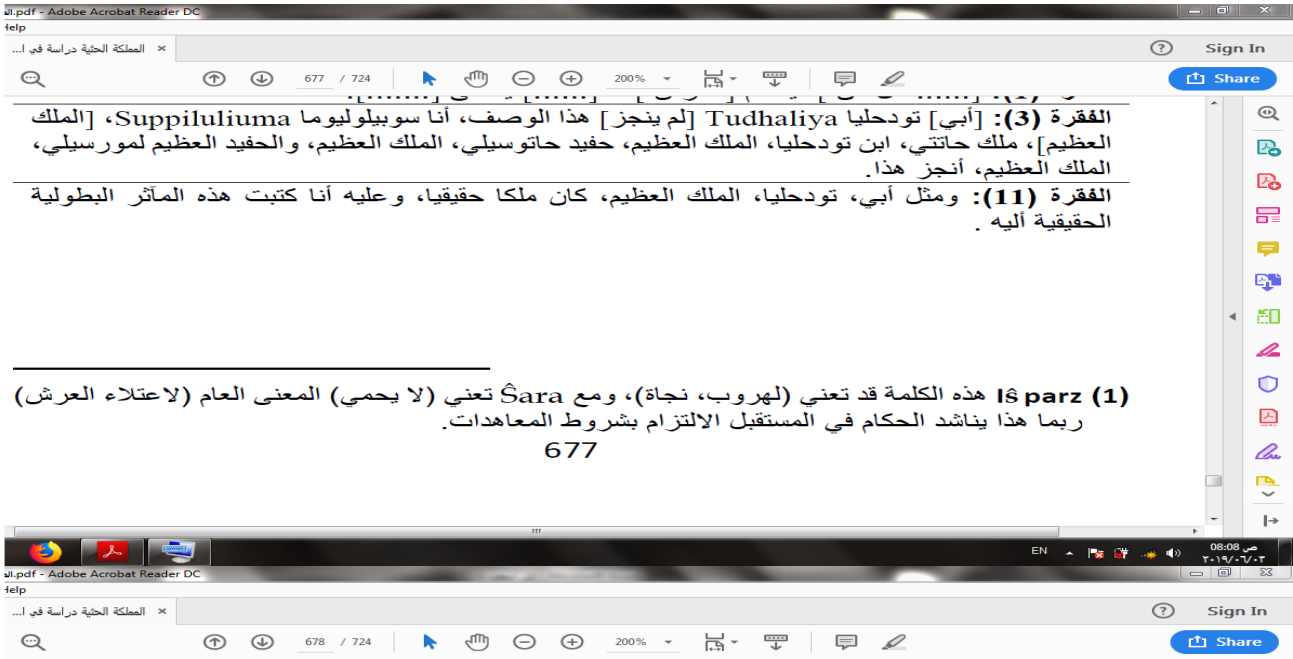 ال.pdf - Adobe Acrobat Reader DC
Help
المملكة الحثية دراسة في ا... ×
Sign In
677 / 724
200%
Share
الفقرة (3): [أبي] تودحليا Tudhaliya [لم ينجز] هذا الوصف، أنا سوبيلوليوما Suppiluliuma، [الملك
العظيم]، ملك حاتتي، ابن تودحليا، الملك العظيم، حفيد حاتوسيلي، الملك العظيم، والحفيد العظيم لمورسيلي،
الملك العظيم، أنجز هذا.
الفقرة (11): ومثل أبي، تودحليا، الملك العظيم، كان ملكا حقيقيا، وعليه أنا كتبت هذه المآثر البطولية
الحقيقية أليه .
(1) Iŝ parz هذه الكلمة قد تعني (لهروب، نجاة)، ومع Ŝara تعني (لا يحمي) المعنى العام (لاعتلاء العرش)
ربما هذا يناشد الحكام في المستقبل الالتزام بشروط المعاهدات.
677
EN
08:08 ص
٢٠١٩/٠٦/٠٣
ال.pdf - Adobe Acrobat Reader DC
Help
المملكة الحثية دراسة في ا... ×
Sign In
678 / 724
200%
Share